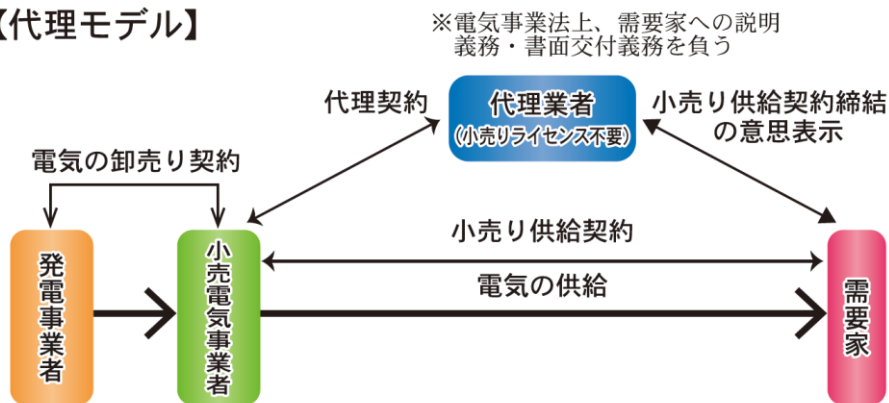 【代理モデル】
※電気事業法上、需要家への説明
義務・書面交付義務を負う
代理契約
代理業者
(小売りライセンス不要)
小売り供給契約締結
の意思表示
電気の卸売り契約
小売り供給契約
電気の供給
発電事業者
小売電気事業者
需要家